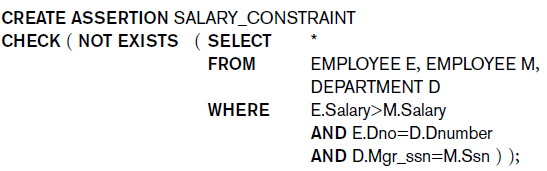 CREATE ASSERTION SALARY_CONSTRAINT
CHECK ( NOT EXISTS ( SELECT *
FROM EMPLOYEE E, EMPLOYEE M,
DEPARTMENT D
WHERE E.Salary>M.Salary
AND E.Dno=D.Dnumber
AND D.Mgr_ssn=M.Ssn ) );